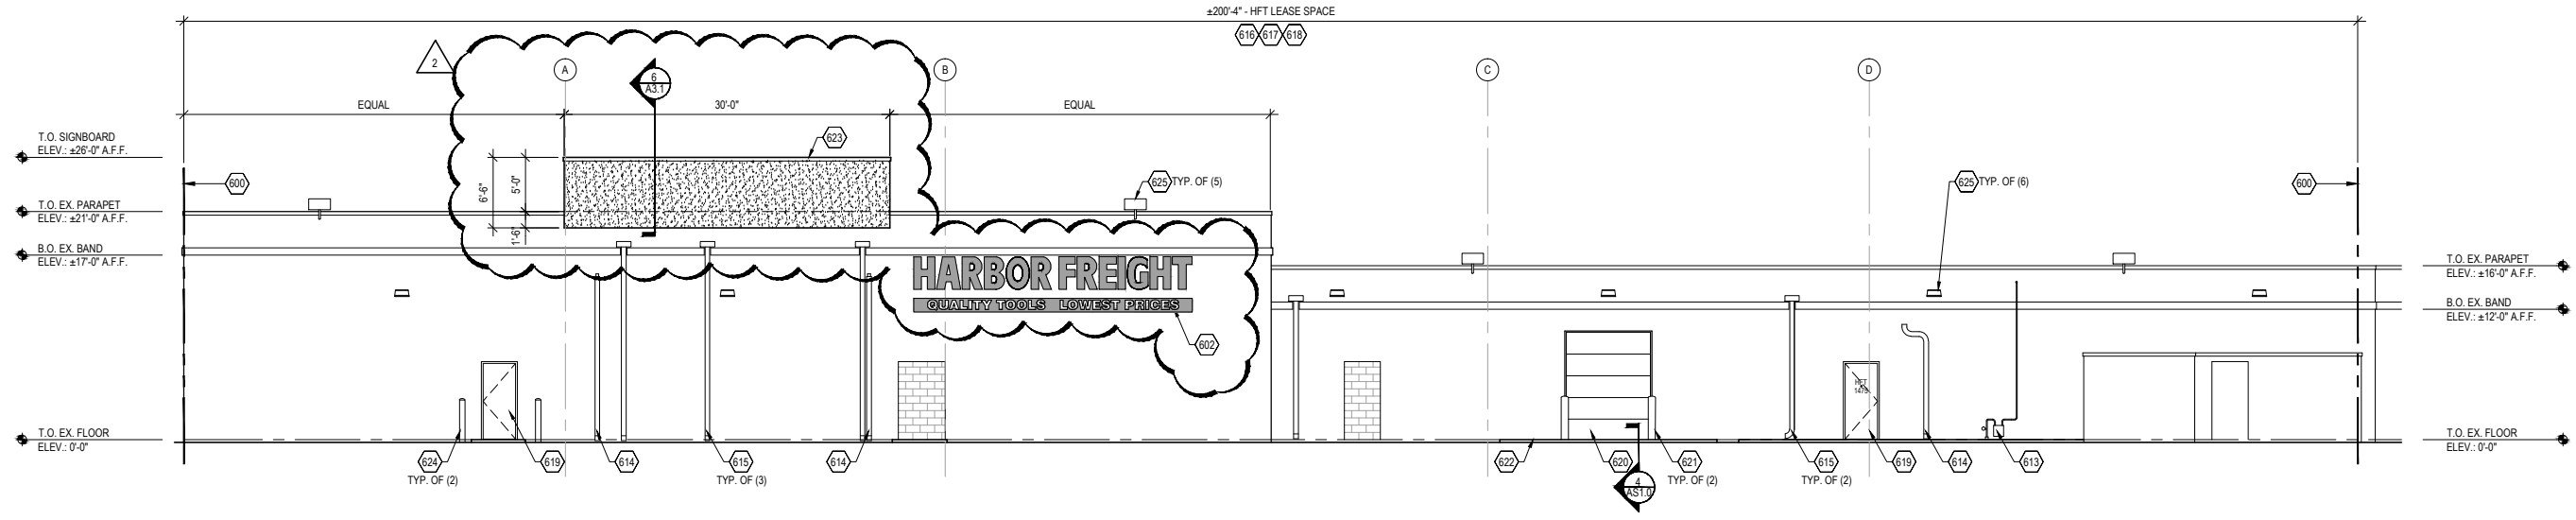 ±200'-4" - HFT LEASE SPACE
616 617 618
2
A
6
A3.1
B
C
D
EQUAL
30'-0"
EQUAL
T.O. SIGNBOARD
ELEV.: ±26'-0" A.F.F.
623
600
6'-6"
5'-0"
625 TYP. OF (5)
625 TYP. OF (6)
600
T.O. EX. PARAPET
ELEV.: ±21'-0" A.F.F.
1'-6"
B.O. EX. BAND
ELEV.: ±17'-0" A.F.F.
HARBOR FREIGHT
QUALITY TOOLS LOWEST PRICES
T.O. EX. PARAPET
ELEV.: ±16'-0" A.F.F.
B.O. EX. BAND
ELEV.: ±12'-0" A.F.F.
602
HFT
1475
T.O. EX. FLOOR
ELEV.: 0'-0"
T.O. EX. FLOOR
ELEV.: 0'-0"
624
TYP. OF (2)
619
614
615
TYP. OF (3)
614
622
620
4
AS1.0
621
TYP. OF (2)
615
TYP. OF (2)
619
614
613